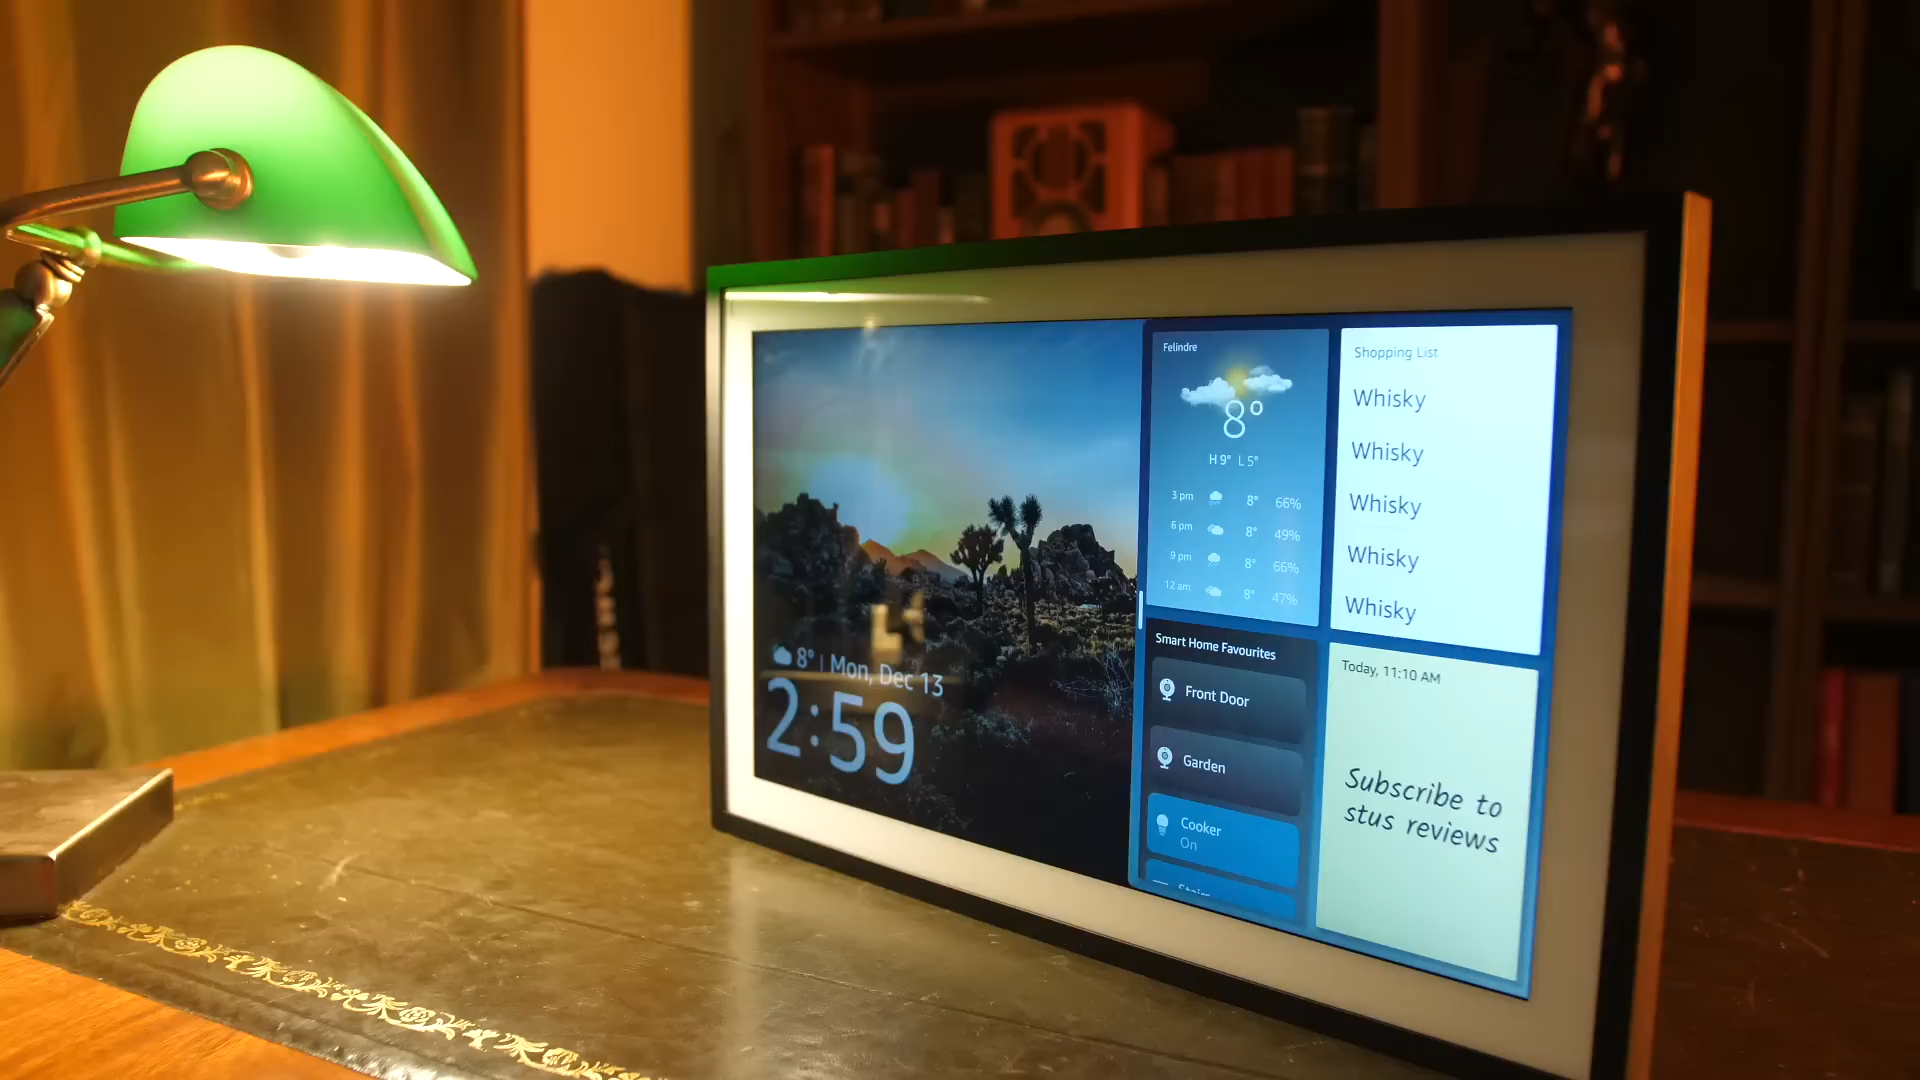 8° | Mon, Dec 13
2:59
Felindre
8°
H 9° L 5°
3 pm 8° 66%
6 pm 8° 49%
9 pm 8° 66%
12 am 8° 47%
Smart Home Favourites
Front Door
Garden
Cooker
On
Shopping List
Whisky
Whisky
Whisky
Whisky
Whisky
Today, 11:10 AM
Subscribe to
stus reviews